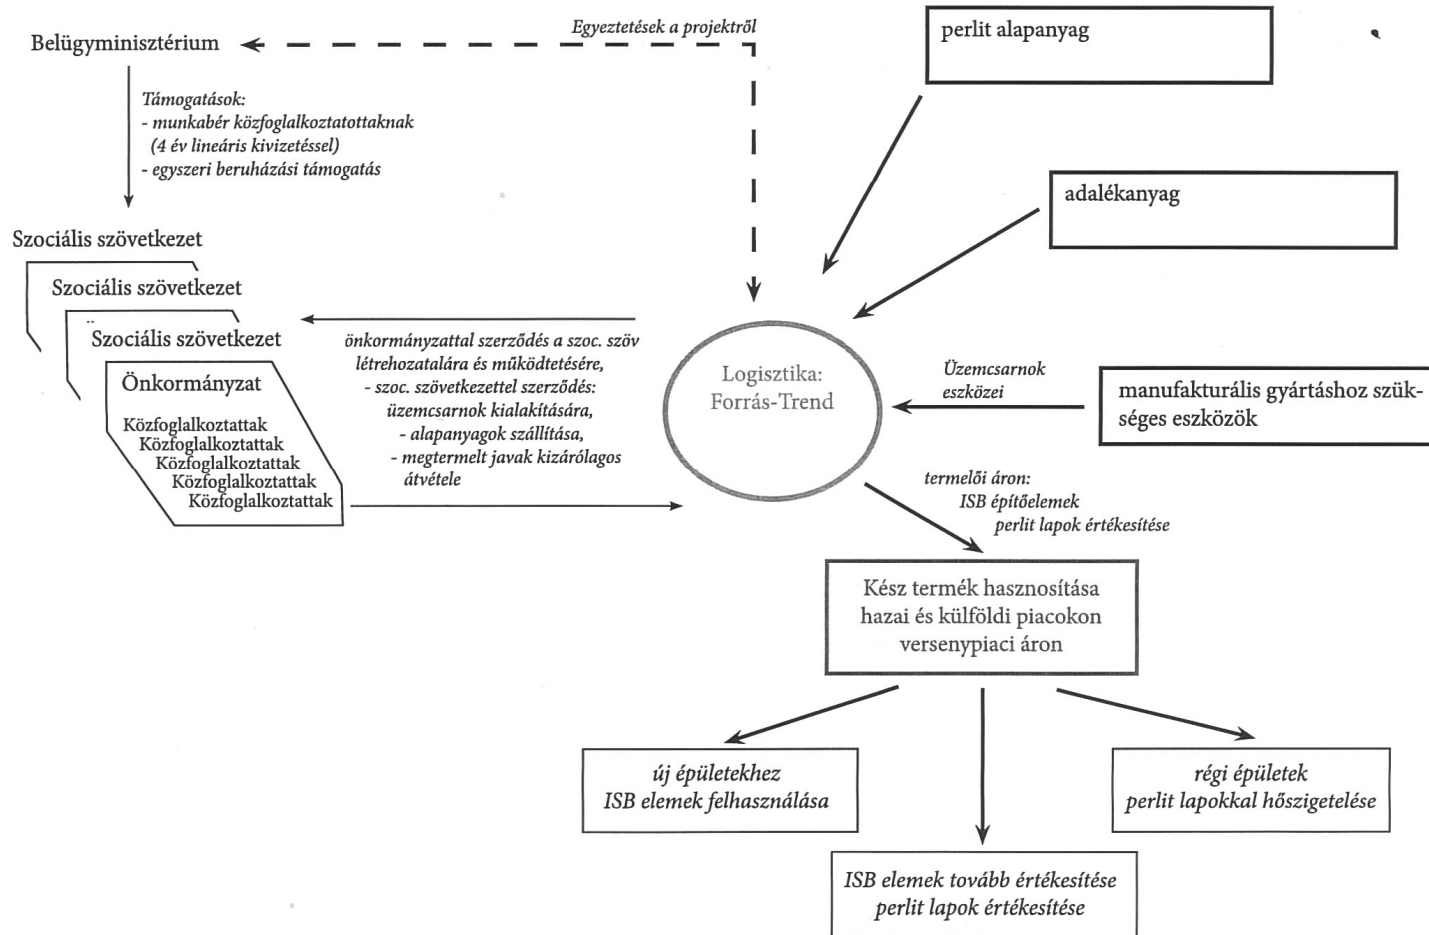 Egyeztetések a projektről
Belügyminisztérium
perlit alapanyag
Támogatások:
- munkabér közfoglalkoztatottaknak
(4 év lineáris kivizetéssel)
- egyszeri beruházási támogatás
adalékanyag
Szociális szövetkezet
Szociális szövetkezet
Szociális szövetkezet
Önkormányzat
Közfoglalkoztattak
Közfoglalkoztattak
Közfoglalkoztattak
Közfoglalkoztattak
Közfoglalkoztattak
önkormányzattal szerződés a szoc. szöv
létrehozatalára és működtetésére,
- szoc. szövetkezettel szerződés:
üzemcsarnok kialakítására,
- alapanyagok szállítása,
- megtermelt javak kizárólagos
átvétele
Logisztika:
Forrás-Trend
Üzemcsarnok
eszközei
manufakturális gyártáshoz szük-
séges eszközök
termelői áron:
ISB építőelemek
perlit lapok értékesítése
Kész termék hasznosítása
hazai és külföldi piacokon
versenypiaci áron
új épületekhez
ISB elemek felhasználása
régi épületek
perlit lapokkal hőszigetelése
ISB elemek tovább értékesítése
perlit lapok értékesítése